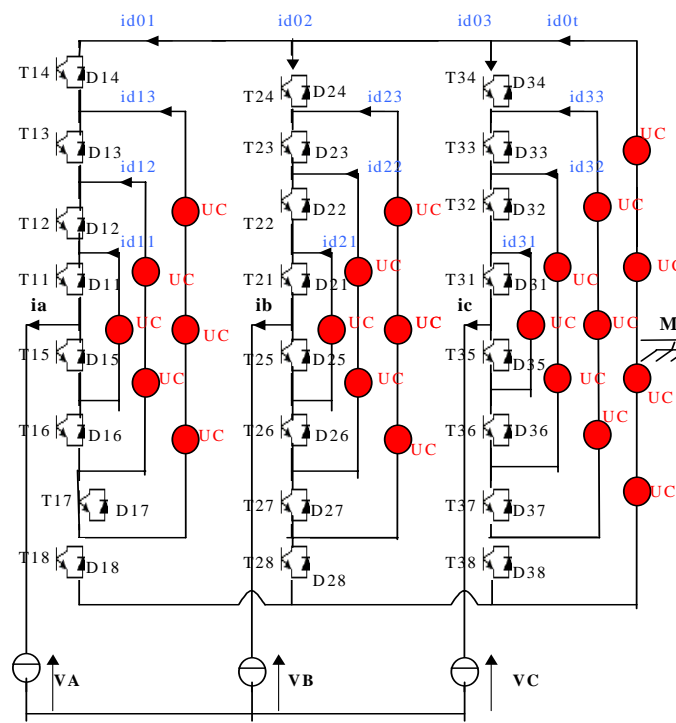 id01 id02 id03 id0t
T14 D14 T24 D24 T34 D34
id13 id23 id33
T13 D13 T23 D23 T33 D33 UC
id12 id22 id32
T12 D12 UC T22 D22 UC T32 D32 UC
id11 id21 id31
T11 D11 UC T21 D21 UC T31 D31 UC UC
ia UC UC ib UC UC ic UC UC M
T15 D15 T25 D25 T35 D35
UC UC UC UC
T16 D16 UC T26 D26 UC T36 D36 UC
T17 D17 T27 D27 T37 D37 UC
T18 D18 T28 D28 T38 D38
VA VB VC